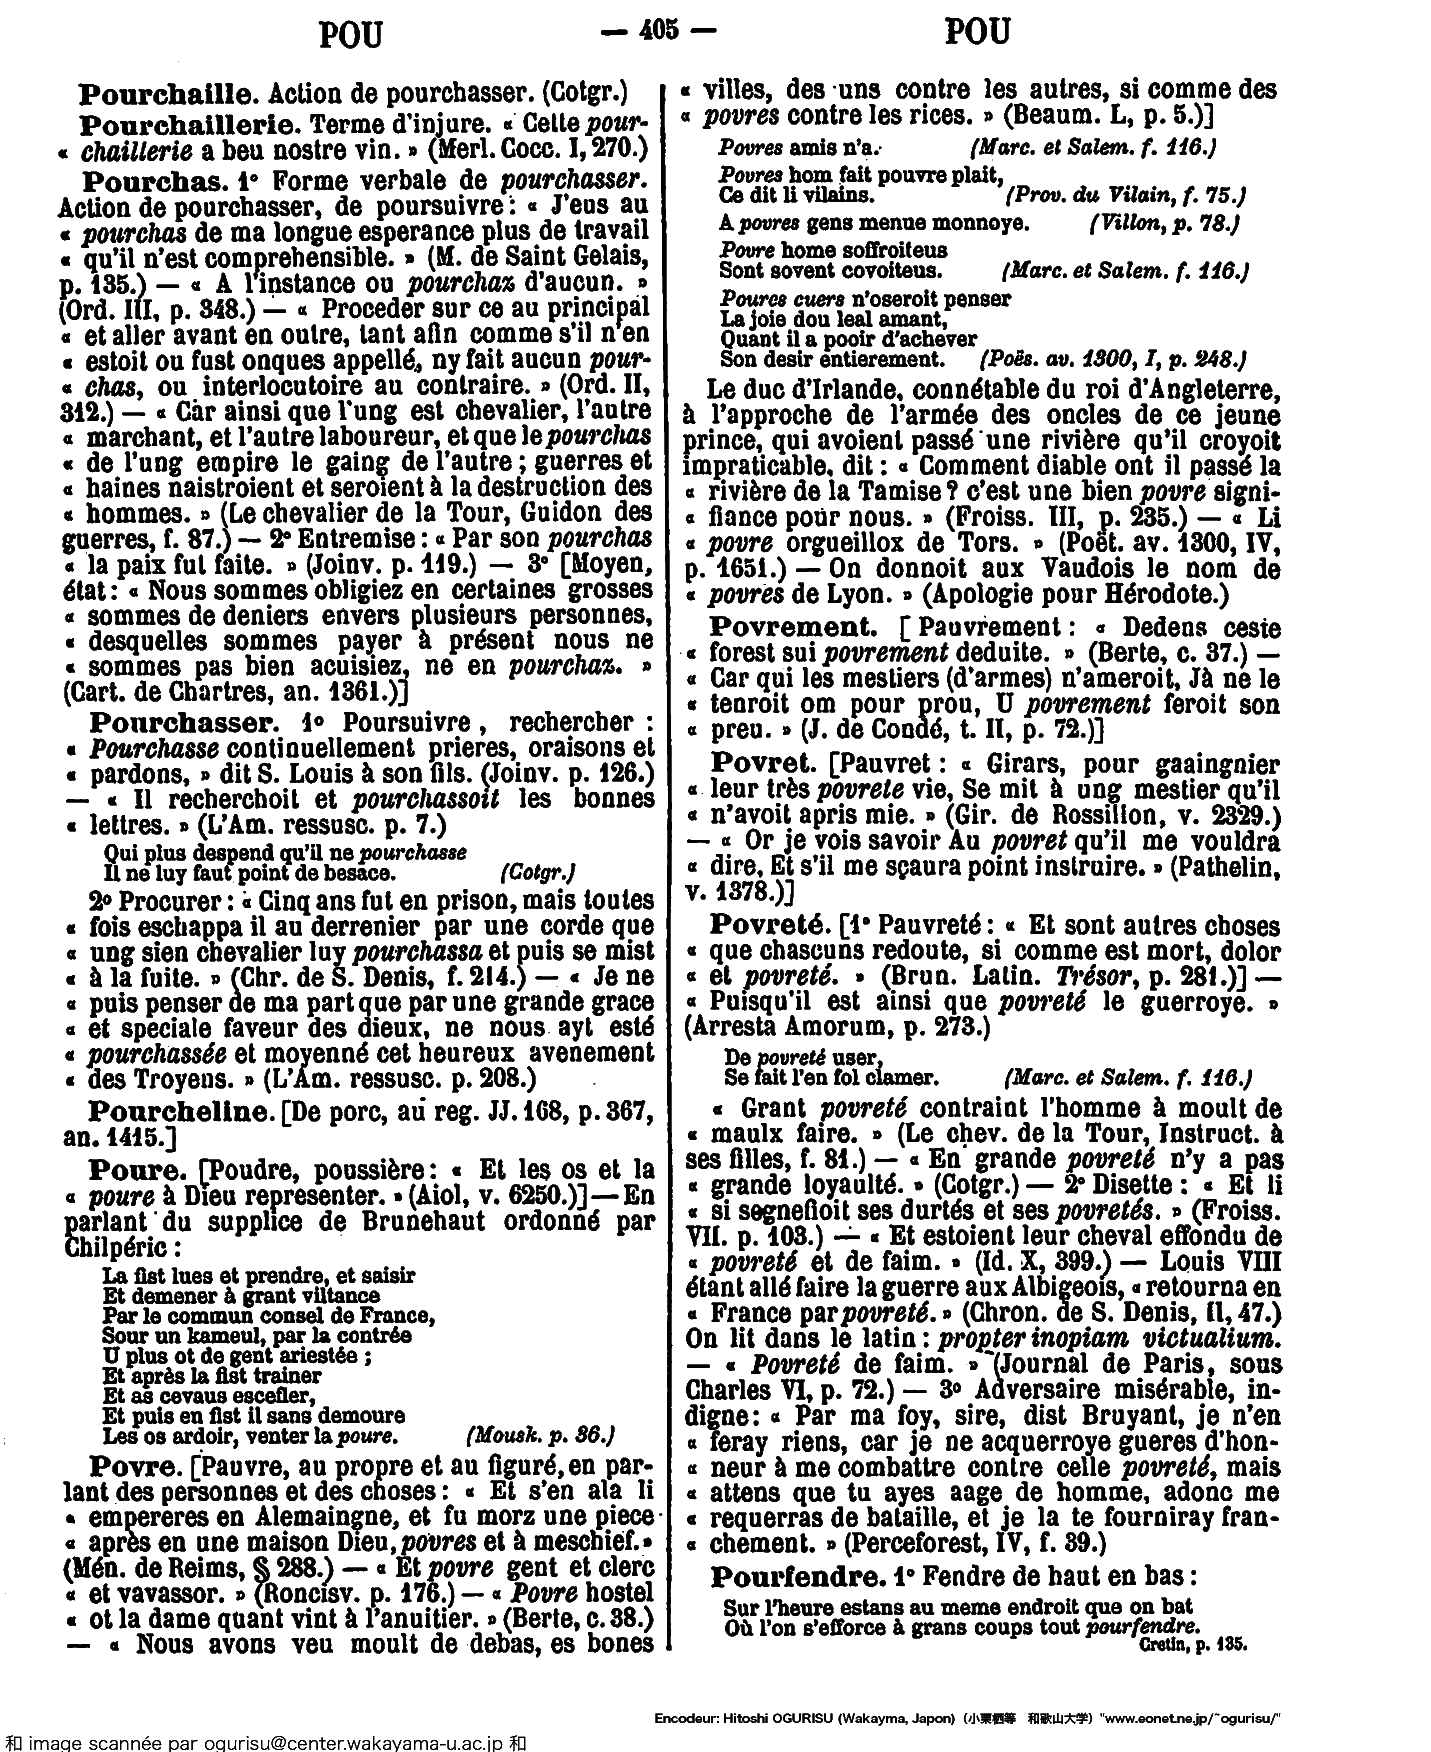 POU
— 405 —
POU
Pourchaille. Action de pourchasser. (Cotgr.)
Pourchaillerie. Terme d'injure. « Cette pour-
« chaillerie a beu nostre vin. » (Merl. Cocc. I, 270.)
Pourchas. 1° Forme verbale de pourchasser.
Action de pourchasser, de poursuivre : « J'eus au
« pourchas de ma longue esperance plus de travail
« qu'il n'est comprehensible. » (M. de Saint Gelais,
p. 135.) — « A l'instance ou pourchaz d'aucun. »
(Ord. III, p. 348.) — « Proceder sur ce au principal
« et aller avant en outre, tant afin comme s'il n'en
« estoit ou fust onques appellé, ny fait aucun pour-
« chas, ou interlocutoire au contraire. » (Ord. II,
312.) — « Car ainsi que l'ung est chevalier, l'autre
« marchant, et l'autre laboureur, et que le pourchas
« de l'ung empire le gaing de l'autre ; guerres et
« haines naistroient et seroient à la destruction des
« hommes. » (Le chevalier de la Tour, Guidon des
guerres, f. 87.) — 2° Entremise : « Par son pourchas
« la paix fut faite. » (Joinv. p. 119.) — 3° [Moyen,
état : « Nous sommes obligiez en certaines grosses
« sommes de deniers envers plusieurs personnes,
« desquelles sommes payer à présent nous ne
« sommes pas bien acuisiez, ne en pourchaz. »
(Cart. de Chartres, an. 1361.)]
Pourchasser. 1° Poursuivre, rechercher :
« Pourchasse continuellement prieres, oraisons et
« pardons, » dit S. Louis à son fils. (Joinv. p. 126.)
— « Il recherchoit et pourchassoit les bonnes
« lettres. » (L'Am. ressusc. p. 7.)
Qui plus despend qu'il ne pourchasse
Il ne luy faut point de besace. (Cotgr.)
2° Procurer : « Cinq ans fut en prison, mais toutes
« fois eschappa il au derrenier par une corde que
« ung sien chevalier luy pourchassa et puis se mist
« à la fuite. » (Chr. de S. Denis, f. 214.) — « Je ne
« puis penser de ma part que par une grande grace
« et speciale faveur des dieux, ne nous ayt esté
« pourchassée et moyenné cet heureux avenement
« des Troyens. » (L'Am. ressusc. p. 208.)
Pourcheline. [De porc, au reg. JJ. 168, p. 367,
an. 1415.]
Poure. [Poudre, poussière : « Et les os et la
« poure à Dieu representer. » (Aiol, v. 6250.)] — En
parlant du supplice de Brunehaut ordonné par
Chilpéric :
La fist lues et prendre, et saisir
Et demener à grant viltance
Par le commun consel de France,
Sour un kameul, par la contrée
U plus ot de gent ariestée ;
Et après la fist trainer
Et as cevaus escefler,
Et puis en fist il sans demoure
Les os ardoir, venter la poure. (Mousk. p. 36.)
Povre. [Pauvre, au propre et au figuré, en par-
lant des personnes et des choses : « Et s'en ala li
« empereres en Alemaingne, et fu morz une piece
« après en une maison Dieu, povres et à meschief. »
(Mén. de Reims, § 288.) — « Et povre gent et clerc
« et vavassor. » (Roncisv. p. 176.) — « Povre hostel
« ot la dame quant vint à l'anuitier. » (Berte, c. 38.)
— « Nous avons veu moult de debas, es bones
« villes, des uns contre les autres, si comme des
« povres contre les rices. » (Beaum. L, p. 5.)]
Povres amis n'a. (Marc. et Salem. f. 116.)
Povres hom fait pouvre plait,
Ce dit li vilains. (Prov. du Vilain, f. 75.)
A povres gens menue monnoye. (Villon, p. 78.)
Povre home soffroiteus
Sont sovent covoiteus. (Marc. et Salem. f. 116.)
Poures cuers n'oseroit penser
La joie dou leal amant,
Quant il a pooir d'achever
Son desir entierement. (Poës. av. 1300, I, p. 248.)
Le duc d'Irlande, connétable du roi d'Angleterre,
à l'approche de l'armée des oncles de ce jeune
prince, qui avoient passé une rivière qu'il croyoit
impraticable, dit : « Comment diable ont il passé la
« rivière de la Tamise ? c'est une bien povre signi-
« fiance pour nous. » (Froiss. III, p. 235.) — « Li
« povre orgueillox de Tors. » (Poët. av. 1300, IV,
p. 1651.) — On donnoit aux Vaudois le nom de
« povres de Lyon. » (Apologie pour Hérodote.)
Povrement. [Pauvrement : « Dedens ceste
« forest sui povrement deduite. » (Berte, c. 37.) —
« Car qui les mestiers (d'armes) n'ameroit, Jà ne le
« tenroit om pour prou, U povrement feroit son
« preu. » (J. de Condé, t. II, p. 72.)]
Povret. [Pauvret : « Girars, pour gaaingnier
« leur très povrete vie, Se mit à ung mestier qu'il
« n'avoit apris mie. » (Gir. de Rossillon, v. 2329.)
— « Or je vois savoir Au povret qu'il me vouldra
« dire, Et s'il me sçaura point instruire. » (Pathelin,
v. 1378.)]
Povreté. [1° Pauvreté : « Et sont autres choses
« que chascuns redoute, si comme est mort, dolor
« et povreté. » (Brun. Latin. Trésor, p. 281.)] —
« Puisqu'il est ainsi que povreté le guerroye. »
(Arresta Amorum, p. 273.)
De povreté user,
Se fait l'en fol clamer. (Marc. et Salem. f. 116.)
« Grant povreté contraint l'homme à moult de
« maulx faire. » (Le chev. de la Tour, Instruct. à
ses filles, f. 81.) — « En grande povreté n'y a pas
« grande loyaulté. » (Cotgr.) — 2° Disette : « Et li
« si segnefioit ses durtés et ses povretés. » (Froiss.
VII. p. 103.) — « Et estoient leur cheval effondu de
« povreté et de faim. » (Id. X, 399.) — Louis VIII
étant allé faire la guerre aux Albigeois, « retourna en
« France par povreté. » (Chron. de S. Denis, II, 47.)
On lit dans le latin : propter inopiam victualium.
— « Povreté de faim. » (Journal de Paris, sous
Charles VI, p. 72.) — 3° Adversaire misérable, in-
digne : « Par ma foy, sire, dist Bruyant, je n'en
« feray riens, car je ne acquerroye gueres d'hon-
« neur à me combattre contre celle povreté, mais
« attens que tu ayes aage de homme, adonc me
« requerras de bataille, et je la te fourniray fran-
« chement. » (Perceforest, IV, f. 39.)
Pourfendre. 1° Fendre de haut en bas :
Sur l'heure estans au meme endroit que on bat
Où l'on s'efforce à grans coups tout pourfendre.
Cretin, p. 135.
Encodeur: Hitoshi OGURISU (Wakayma, Japon) (小栗栖等 和歌山大学) "www.eonet.ne.jp/~ogurisu/"
和 image scannée par ogurisu@center.wakayama-u.ac.jp 和